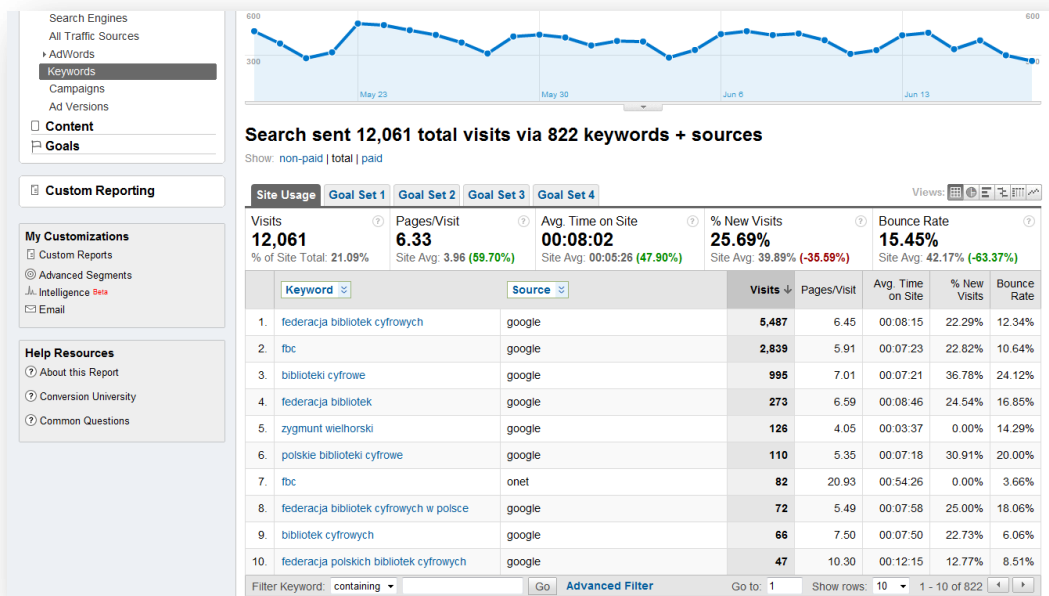 Search Engines
All Traffic Sources
AdWords
Keywords
Campaigns
Ad Versions
Content
Goals
Custom Reporting
My Customizations
Custom Reports
Advanced Segments
Intelligence Beta
Email
Help Resources
About this Report
Conversion University
Common Questions
600 600
300
May 23 May 30 Jun 6 Jun 13
Search sent 12,061 total visits via 822 keywords + sources
Show: non-paid | total | paid
Site Usage Goal Set 1 Goal Set 2 Goal Set 3 Goal Set 4 Views:
Visits ? Pages/Visit ? Avg. Time on Site ? % New Visits ? Bounce Rate ?
12,061 6.33 00:08:02 25.69% 15.45%
% of Site Total: 21.09% Site Avg: 3.96 (59.70%) Site Avg: 00:05:26 (47.90%) Site Avg: 39.89% (-35.59%) Site Avg: 42.17% (-63.37%)
Keyword Source Visits Pages/Visit Avg. Time on Site % New Visits Bounce Rate
1. federacja bibliotek cyfrowych google 5,487 6.45 00:08:15 22.29% 12.34%
2. fbc google 2,839 5.91 00:07:23 22.82% 10.64%
3. biblioteki cyfrowe google 995 7.01 00:07:21 36.78% 24.12%
4. federacja bibliotek google 273 6.59 00:08:46 24.54% 16.85%
5. zygmunt wielhorski google 126 4.05 00:03:37 0.00% 14.29%
6. polskie biblioteki cyfrowe google 110 5.35 00:07:18 30.91% 20.00%
7. fbc onet 82 20.93 00:54:26 0.00% 3.66%
8. federacja bibliotek cyfrowych w polsce google 72 5.49 00:07:58 25.00% 18.06%
9. bibliotek cyfrowych google 66 7.50 00:07:50 22.73% 6.06%
10. federacja polskich bibliotek cyfrowych google 47 10.30 00:12:15 12.77% 8.51%
Filter Keyword: containing Go Advanced Filter Go to: 1 Show rows: 10 1 - 10 of 822